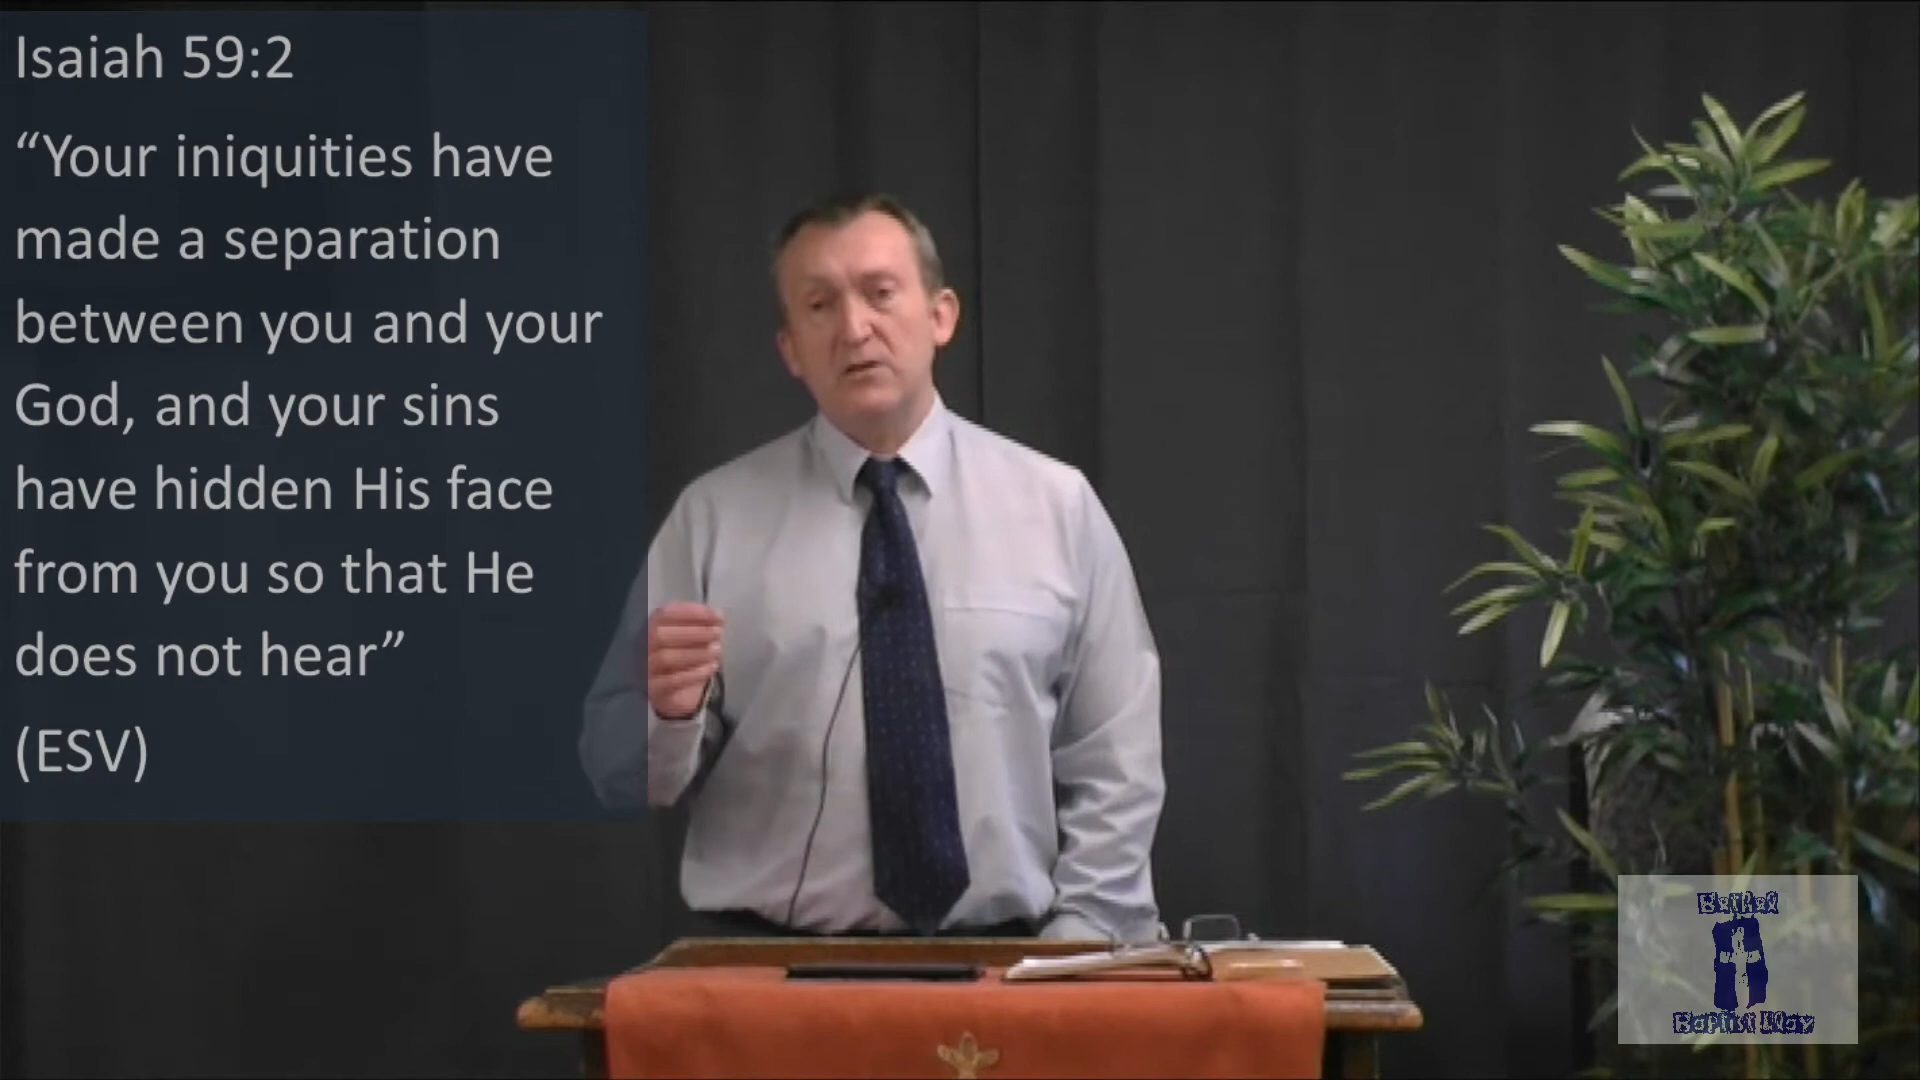 Isaiah 59:2
“Your iniquities have
made a separation
between you and your
God, and your sins
have hidden His face
from you so that He
does not hear”
(ESV)
Bethel
Baptist